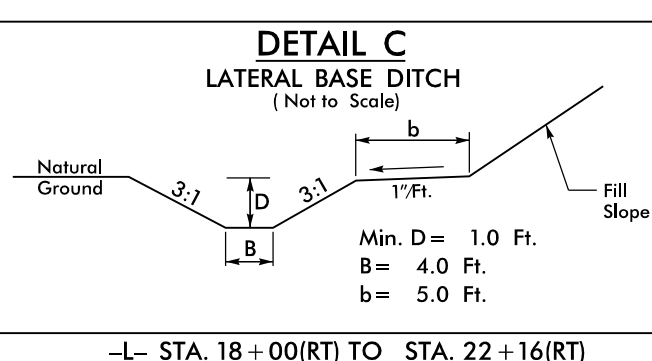 DETAIL C
LATERAL BASE DITCH
( Not to Scale)
b
Natural
Ground
3:1
D
3:1
1"/Ft.
Fill
Slope
B
Min. D= 1.0 Ft.
B= 4.0 Ft.
b= 5.0 Ft.
-L- STA. 18+00(RT) TO STA. 22+16(RT)